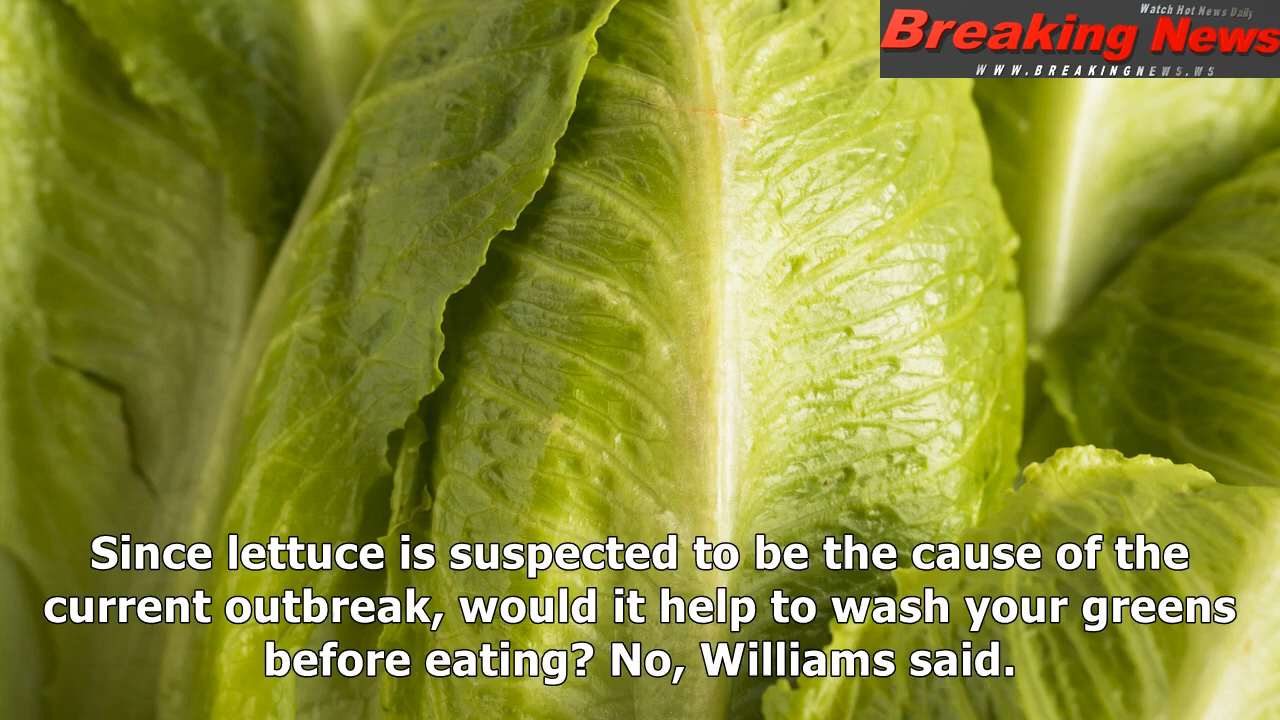 Watch Hot News Daily
Breaking News
WWW.BREAKINGNEWS.WS
Since lettuce is suspected to be the cause of the
current outbreak, would it help to wash your greens
before eating? No, Williams said.